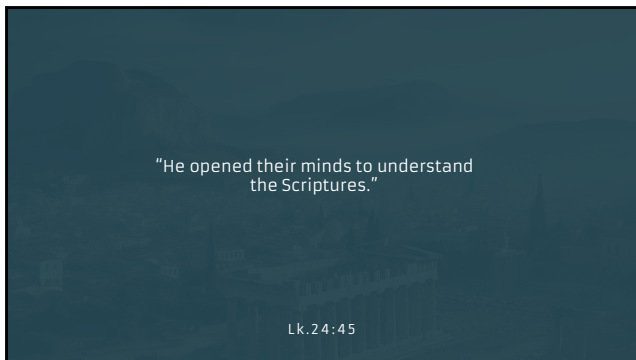 “He opened their minds to understand
the Scriptures.”
Lk.24:45